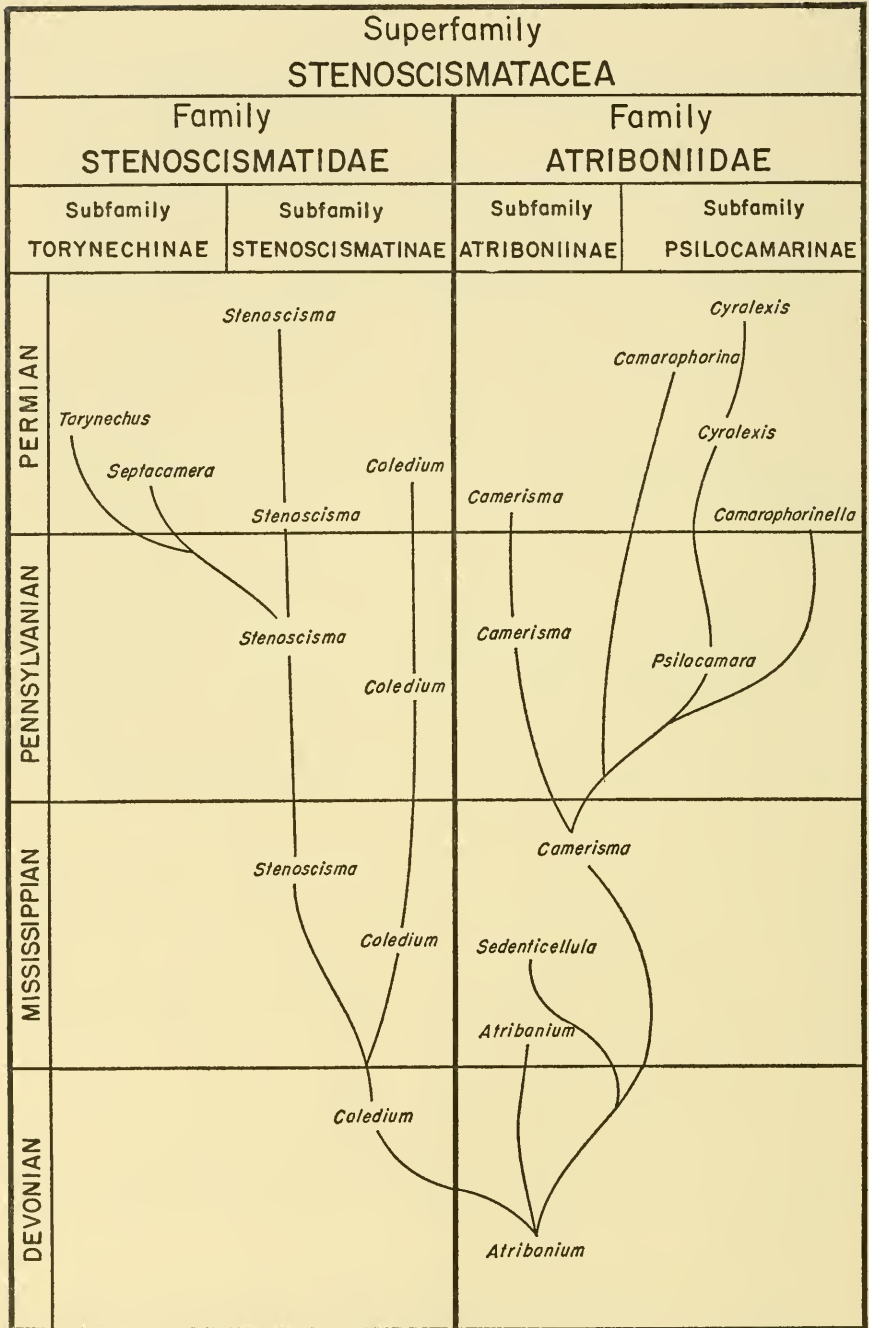 Superfamily
STENOSCISMATACEA
Family
STENOSCISMATIDAE
Family
ATRIBONIIDAE
Subfamily
TORYNECHINAE
Subfamily
STENOSCISMATINAE
Subfamily
ATRIBONIINAE
Subfamily
PSILOCAMARINAE
PERMIAN
Stenoscisma
Cyrolexis
Camarophorina
Torynechus
Cyrolexis
Septacamera
Coledium
Camerisma
Stenoscisma
Camarophorinella
PENNSYLVANIAN
Stenoscisma
Camerisma
Psilocamara
Coledium
MISSISSIPPIAN
Camerisma
Stenoscisma
Coledium
Sedenticellula
Atribonium
DEVONIAN
Coledium
Atribonium